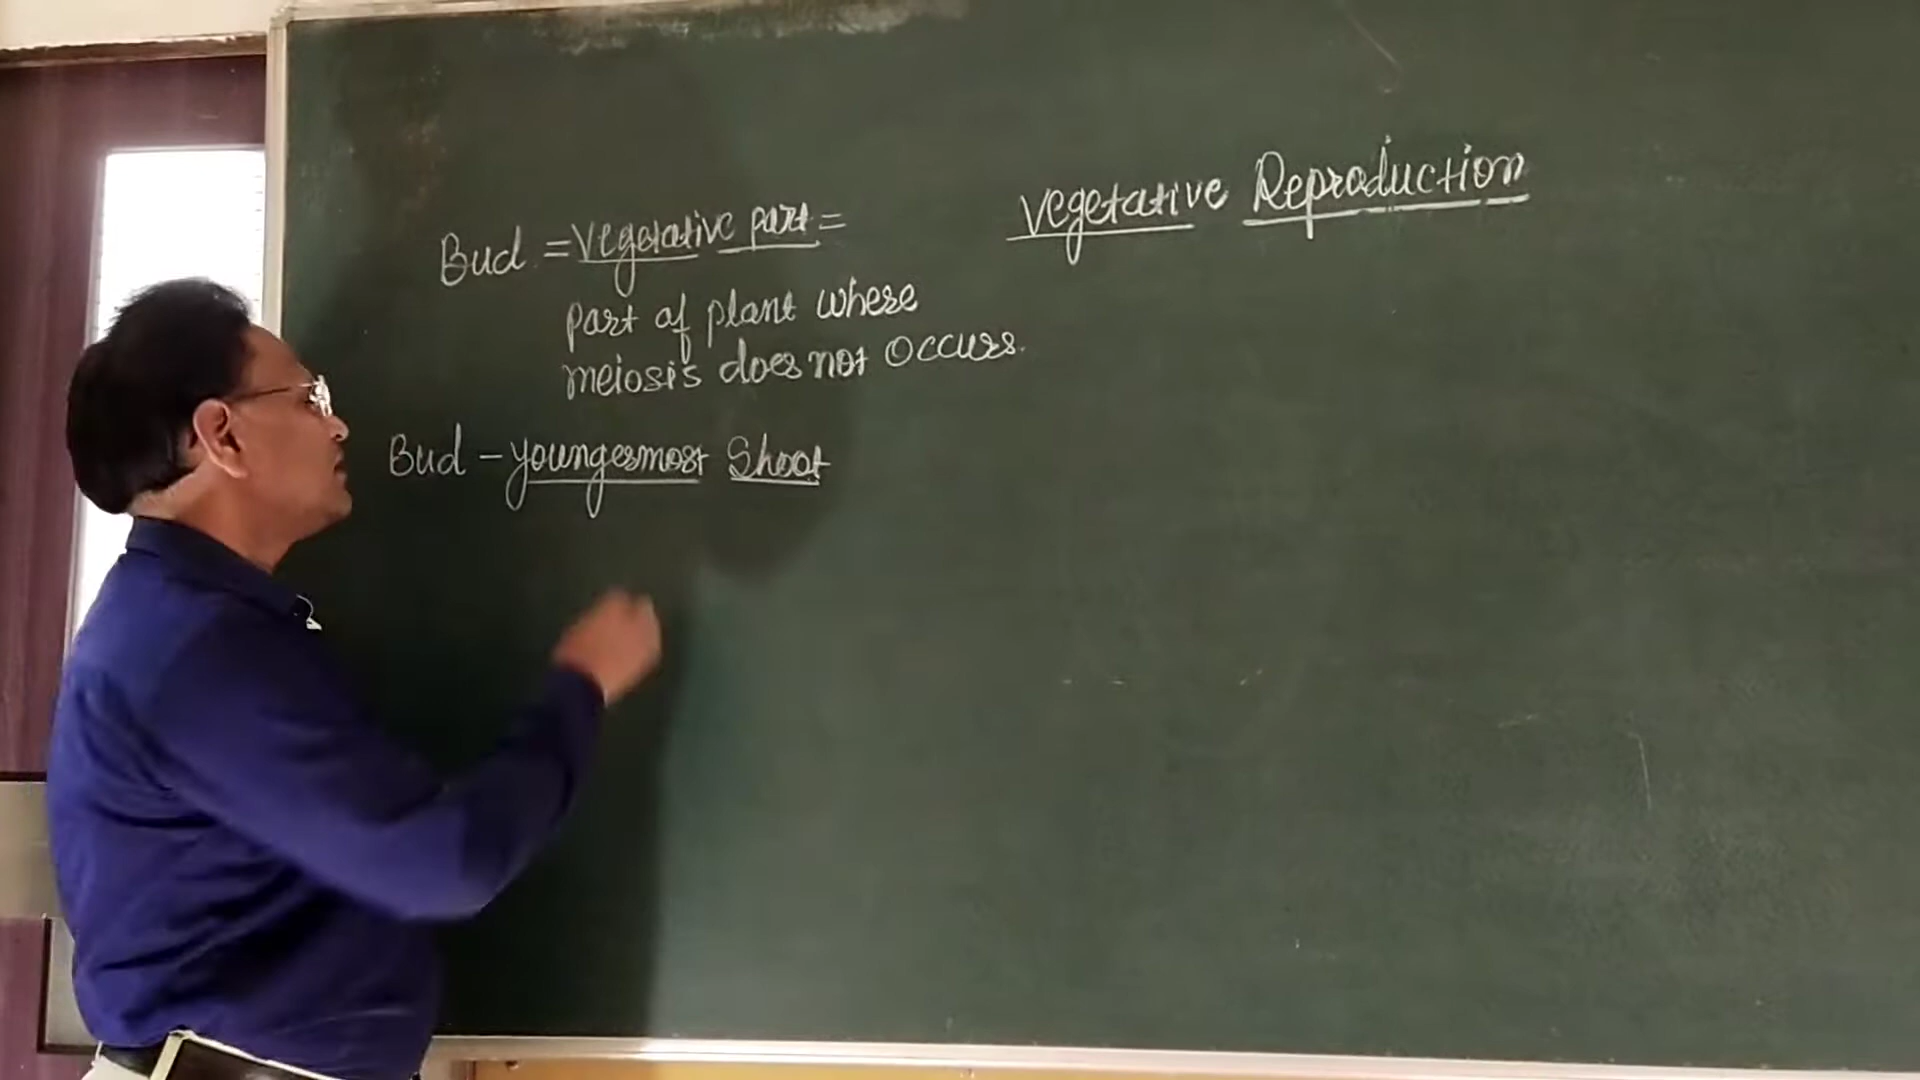 Vegetative Reproduction
Bud = Vegetative part =
part of plant where
meiosis does not occurs.
Bud - youngesmost Shoot